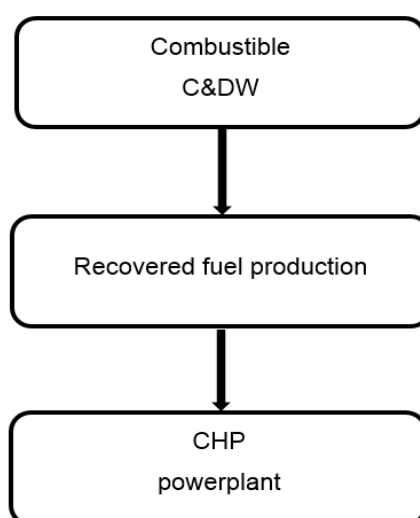 Combustible
C&DW
Recovered fuel production
CHP
powerplant